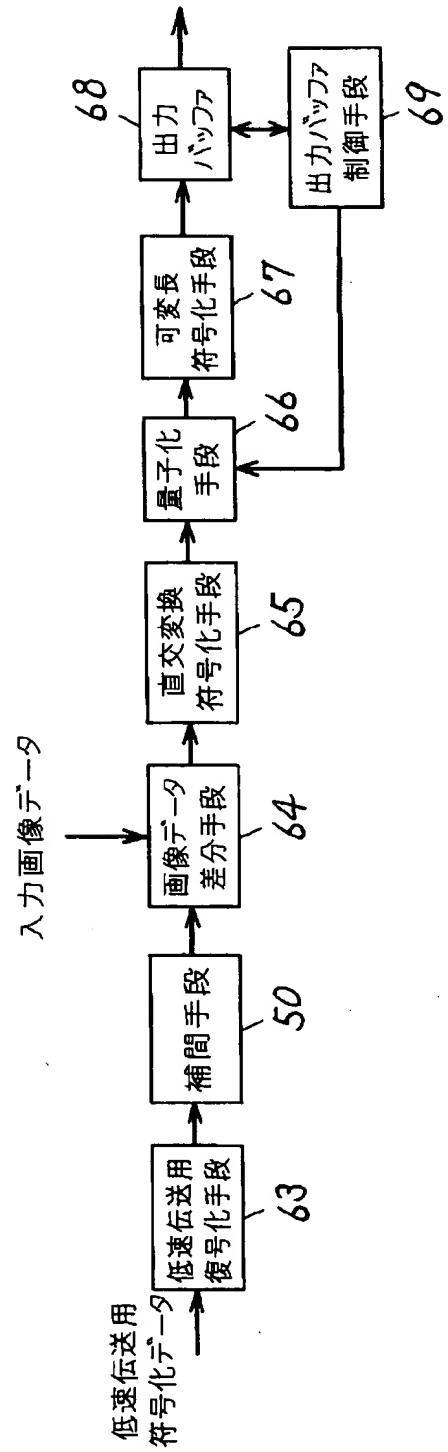 入力画像データ
低速伝送用
符号化データ
低速伝送用
復号化手段
63
補間手段
50
画像データ
差分手段
64
直交変換
符号化手段
65
量子化
手段
66
可変長
符号化手段
67
出力
バッファ
68
出力バッファ
制御手段
69